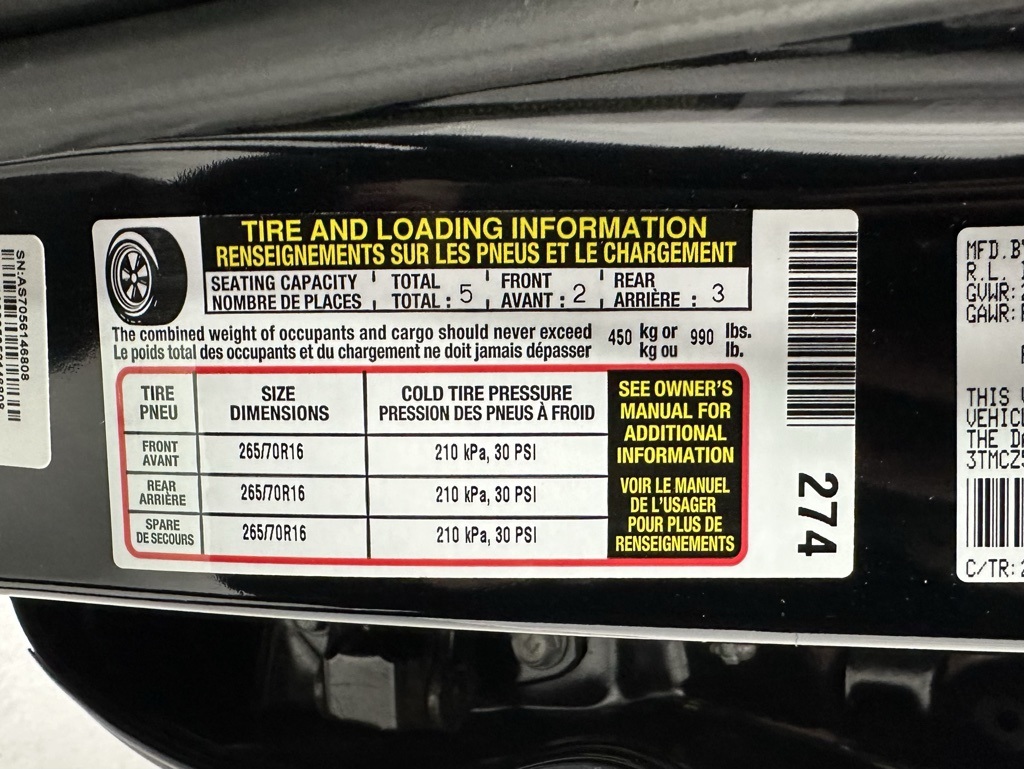 SN:AS7056146808
TIRE AND LOADING INFORMATION
RENSEIGNEMENTS SUR LES PNEUS ET LE CHARGEMENT
SEATING CAPACITY TOTAL FRONT REAR
NOMBRE DE PLACES TOTAL : 5 AVANT : 2 ARRIÈRE : 3
The combined weight of occupants and cargo should never exceed 450 kg or 990 lbs.
Le poids total des occupants et du chargement ne doit jamais dépasser kg ou lb.
TIRE SIZE COLD TIRE PRESSURE
PNEU DIMENSIONS PRESSION DES PNEUS À FROID
FRONT
AVANT 265/70R16 210 kPa, 30 PSI
REAR
ARRIÈRE 265/70R16 210 kPa, 30 PSI
SPARE
DE SECOURS 265/70R16 210 kPa, 30 PSI
SEE OWNER'S
MANUAL FOR
ADDITIONAL
INFORMATION
VOIR LE MANUEL
DE L'USAGER
POUR PLUS DE
RENSEIGNEMENTS
274
MFD.BY
R.L.
GVWR:
GAWR:
THIS
VEHICL
THE DA
3TMCZ5
C/TR:2